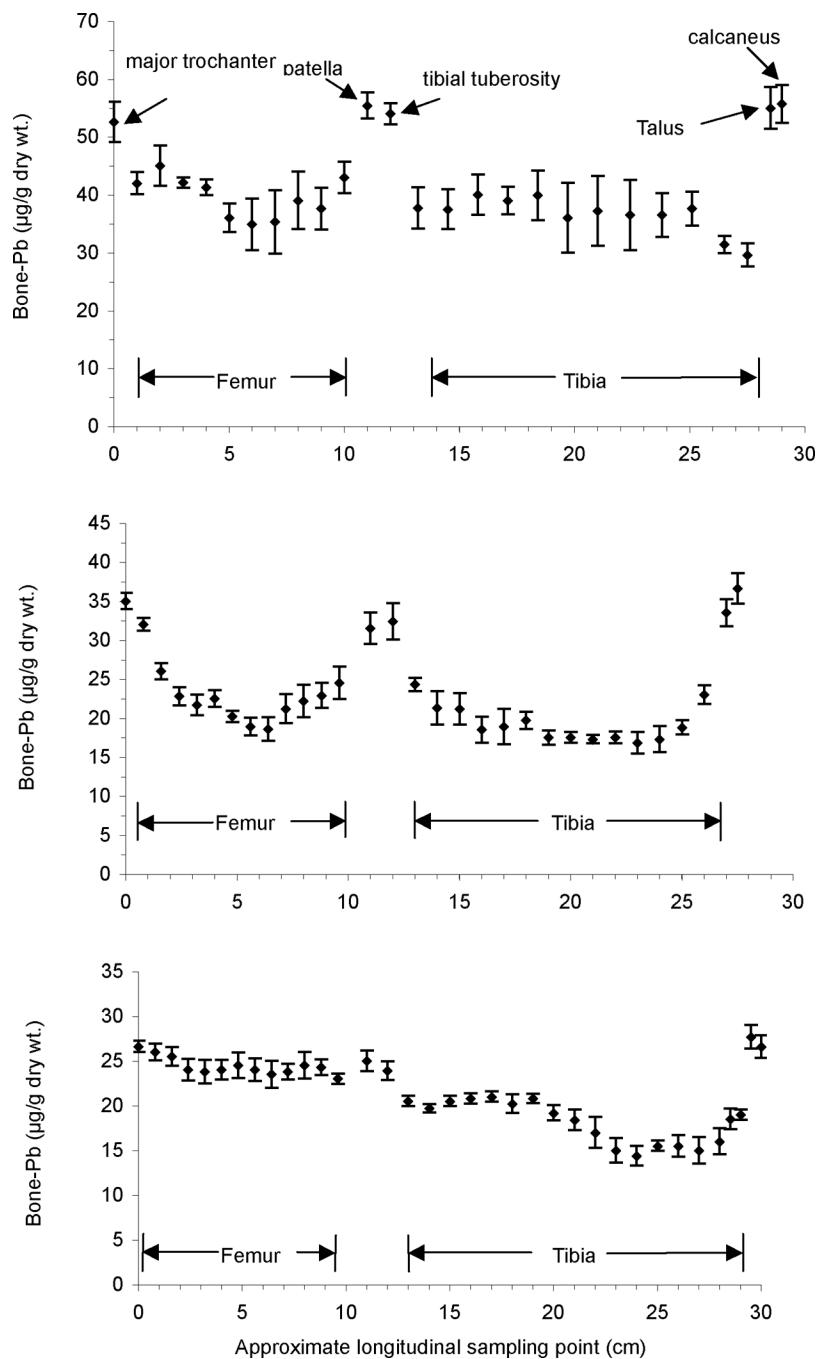 70
60
50
40
30
20
10
0
Bone-Pb (µg/g dry wt.)
major trochanter
patella
tibial tuberosity
calcaneus
Talus
Femur
Tibia
0 5 10 15 20 25 30
45
40
35
30
25
20
15
10
5
0
Bone-Pb (µg/g dry wt.)
Femur
Tibia
0 5 10 15 20 25 30
35
30
25
20
15
10
5
0
Bone-Pb (µg/g dry wt.)
Femur
Tibia
0 5 10 15 20 25 30
Approximate longitudinal sampling point (cm)